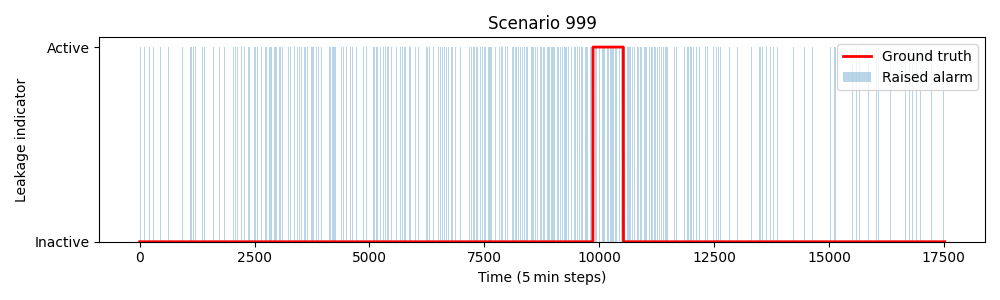 Scenario 999
Active
Inactive
Leakage indicator
Ground truth
Raised alarm
0
2500
5000
7500
10000
12500
15000
17500
Time (5 min steps)